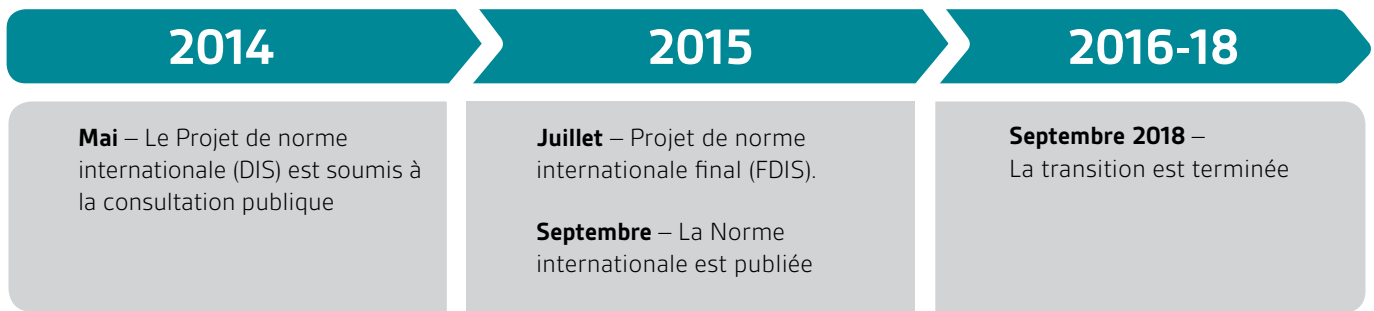 2014
Mai – Le Projet de norme
internationale (DIS) est soumis à
la consultation publique
2015
Juillet – Projet de norme
internationale final (FDIS).
Septembre – La Norme
internationale est publiée
2016-18
Septembre 2018 –
La transition est terminée